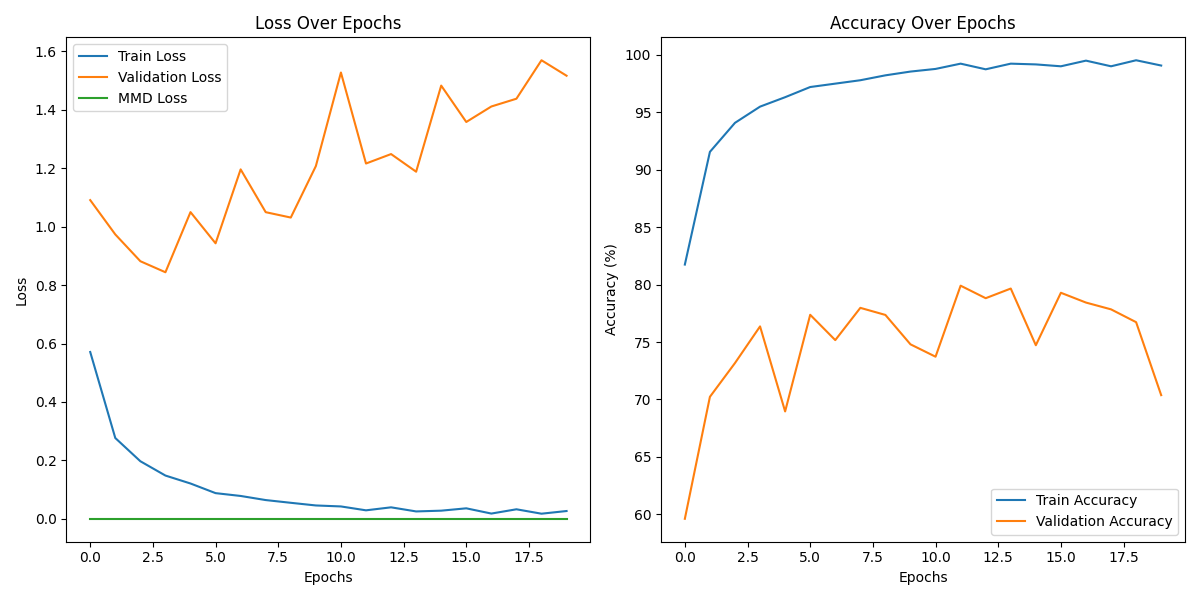 Loss Over Epochs
Train Loss
Validation Loss
MMD Loss
1.6
1.4
1.2
1.0
0.8
0.6
0.4
0.2
0.0
Loss
0.0 2.5 5.0 7.5 10.0 12.5 15.0 17.5
Epochs
Accuracy Over Epochs
100
95
90
85
80
75
70
65
60
Accuracy (%)
Train Accuracy
Validation Accuracy
0.0 2.5 5.0 7.5 10.0 12.5 15.0 17.5
Epochs